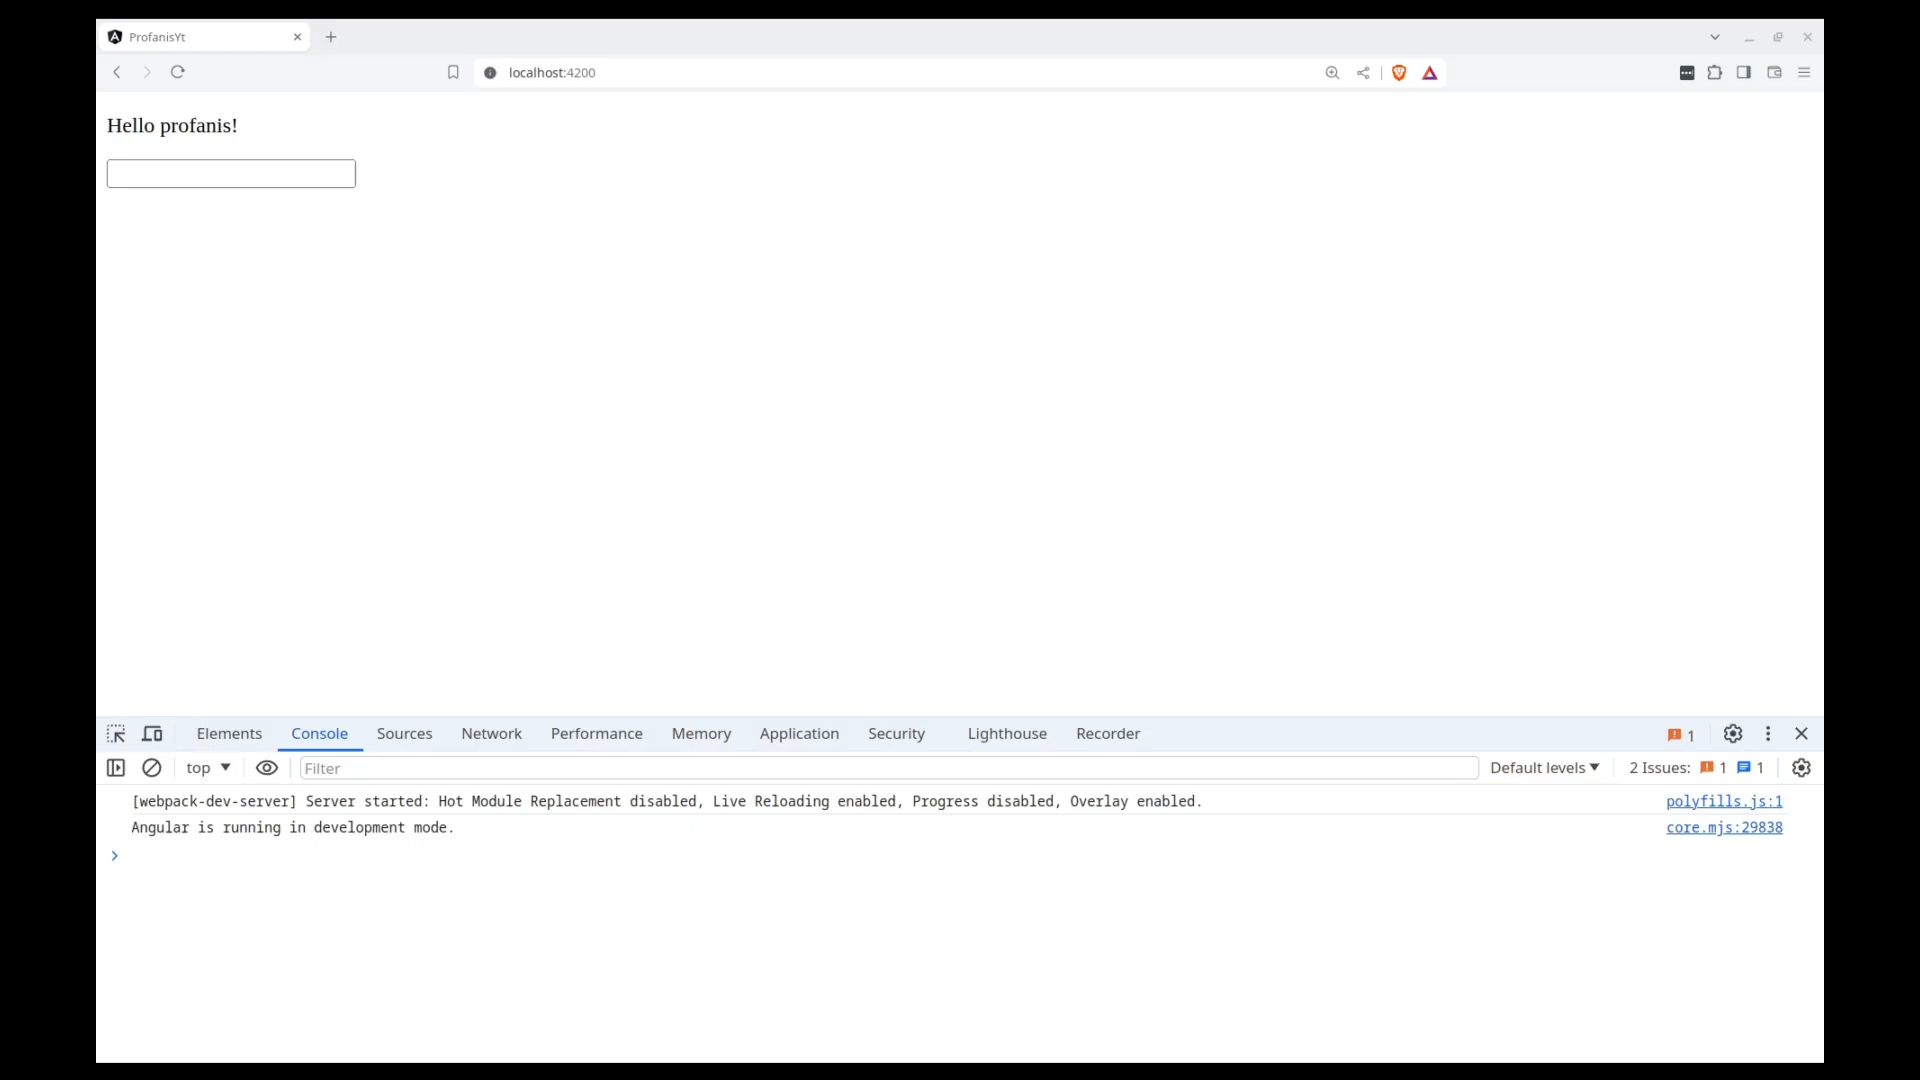 ProfanisYt
localhost:4200
Hello profanis!
Elements Console Sources Network Performance Memory Application Security Lighthouse Recorder 1
top Filter Default levels 2 Issues: 1 1
[webpack-dev-server] Server started: Hot Module Replacement disabled, Live Reloading enabled, Progress disabled, Overlay enabled. polyfills.js:1
Angular is running in development mode. core.mjs:29838